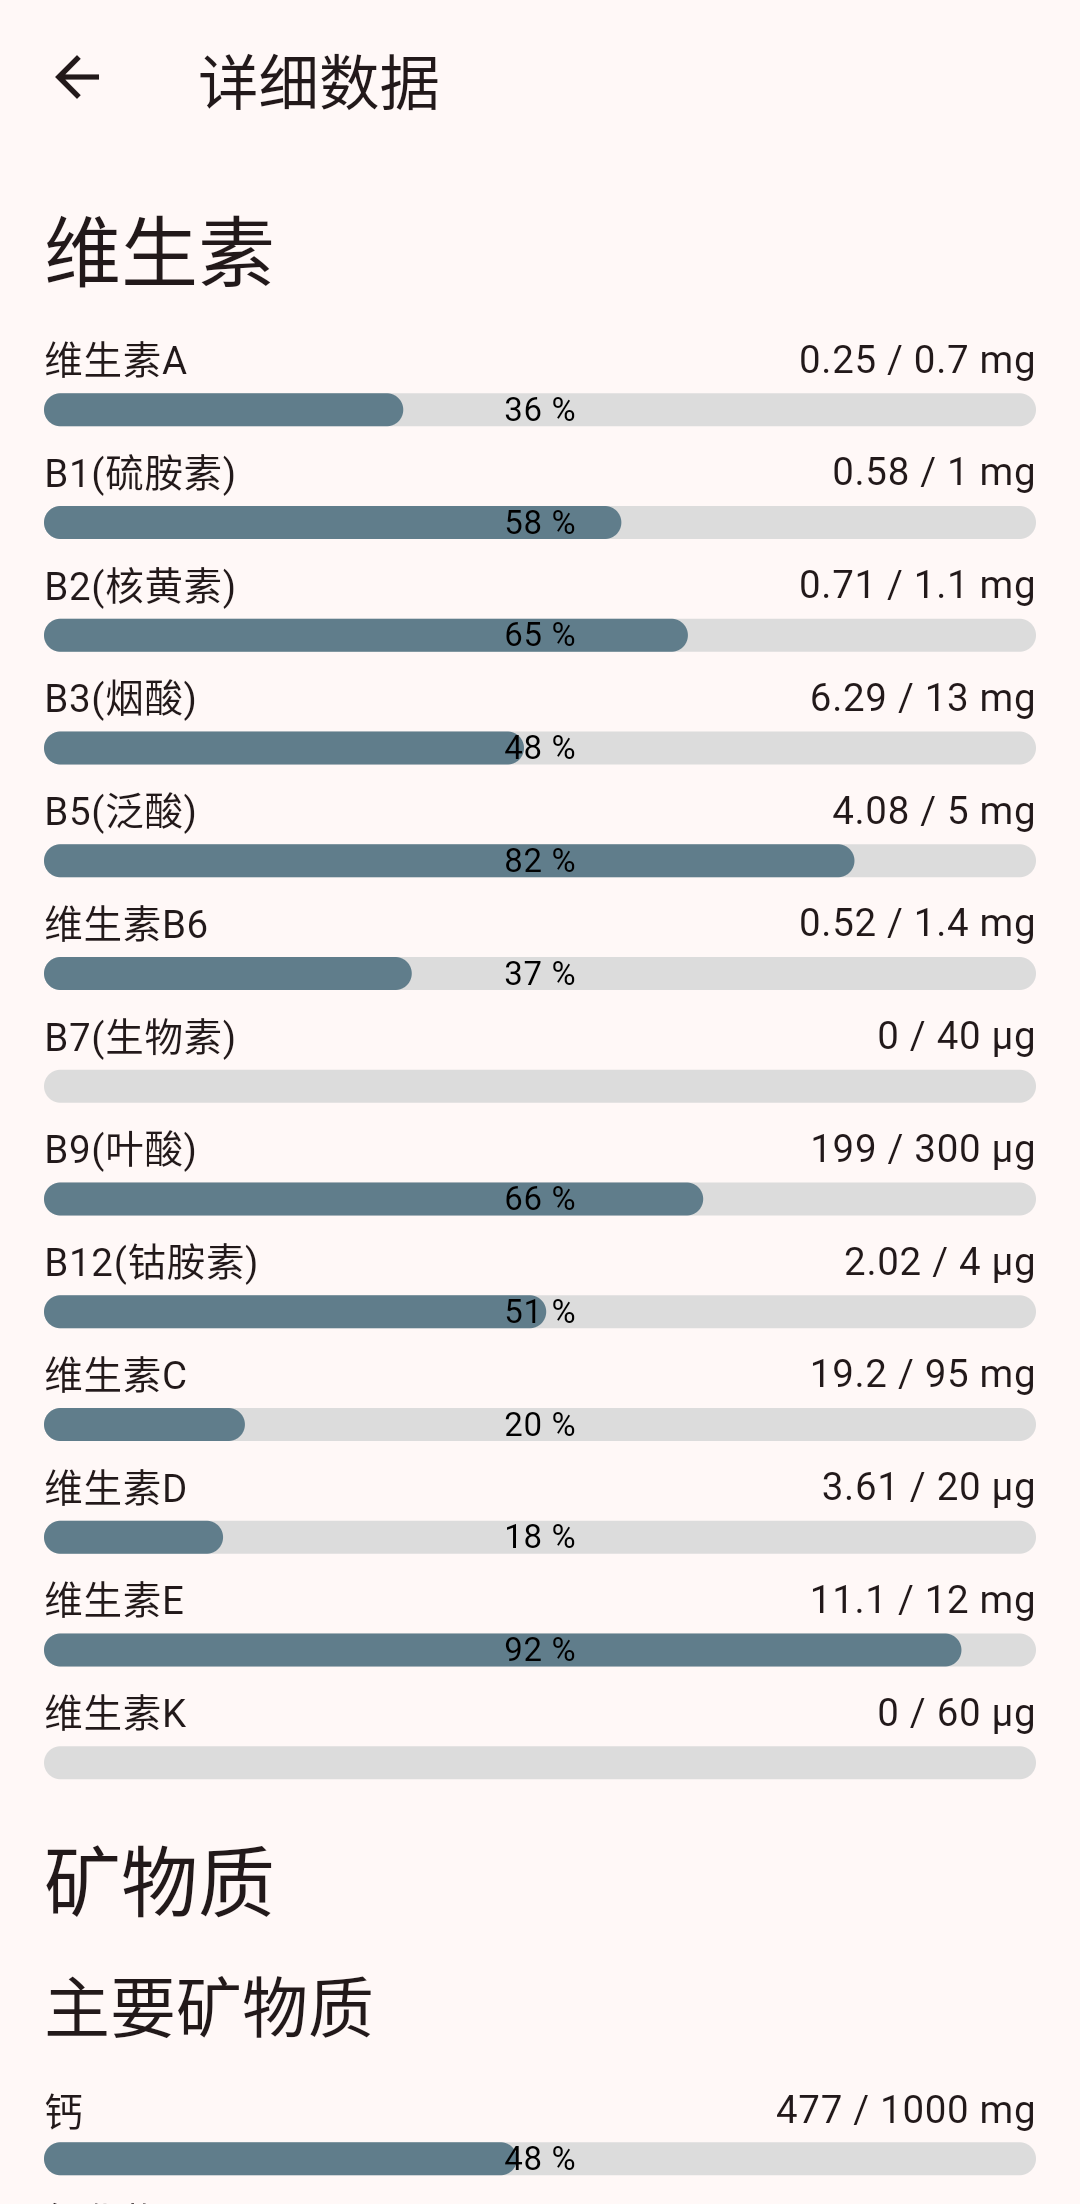 详细数据
维生素
维生素A 0.25 / 0.7 mg
36 %
B1(硫胺素) 0.58 / 1 mg
58 %
B2(核黄素) 0.71 / 1.1 mg
65 %
B3(烟酸) 6.29 / 13 mg
48 %
B5(泛酸) 4.08 / 5 mg
82 %
维生素B6 0.52 / 1.4 mg
37 %
B7(生物素) 0 / 40 µg
B9(叶酸) 199 / 300 µg
66 %
B12(钴胺素) 2.02 / 4 µg
51 %
维生素C 19.2 / 95 mg
20 %
维生素D 3.61 / 20 µg
18 %
维生素E 11.1 / 12 mg
92 %
维生素K 0 / 60 µg
矿物质
主要矿物质
钙 477 / 1000 mg
48 %